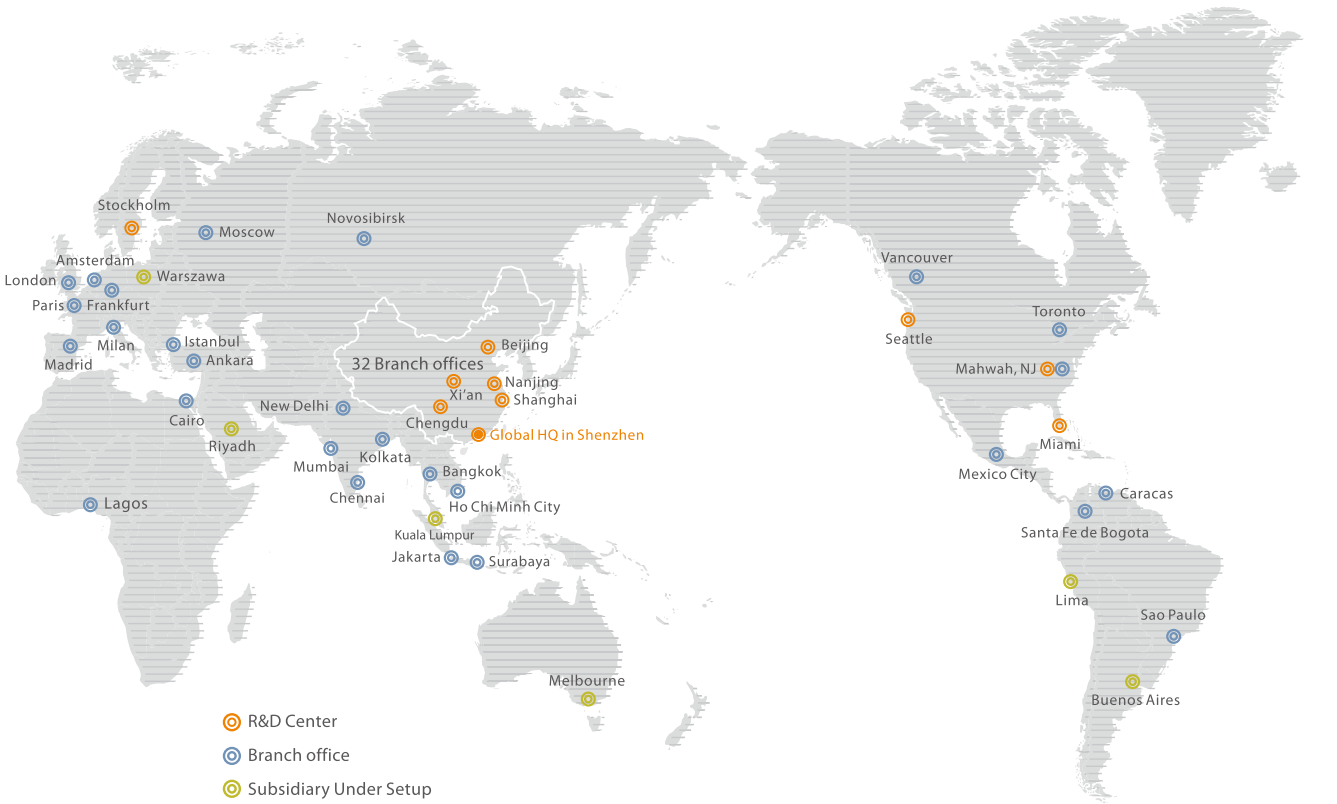 Stockholm
Novosibirsk
Moscow
Amsterdam
London
Warszawa
Paris
Frankfurt
Milan
Istanbul
Madrid
Ankara
Cairo
Riyadh
Lagos
32 Branch offices
Beijing
Xi'an
Nanjing
Shanghai
New Delhi
Chengdu
Global HQ in Shenzhen
Mumbai
Kolkata
Chennai
Bangkok
Ho Chi Minh City
Kuala Lumpur
Jakarta
Surabaya
Melbourne
Vancouver
Toronto
Seattle
Mahwah, NJ
Miami
Mexico City
Caracas
Santa Fe de Bogota
Lima
Sao Paulo
Buenos Aires
R&D Center
Branch office
Subsidiary Under Setup